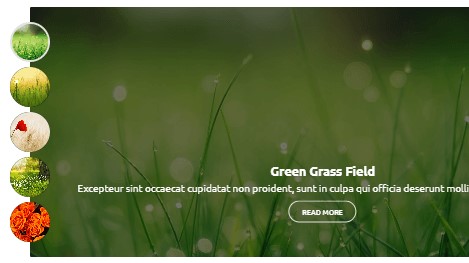 Green Grass Field
Excepteur sint occaecat cupidatat non proident, sunt in culpa qui officia deserunt molli
READ MORE